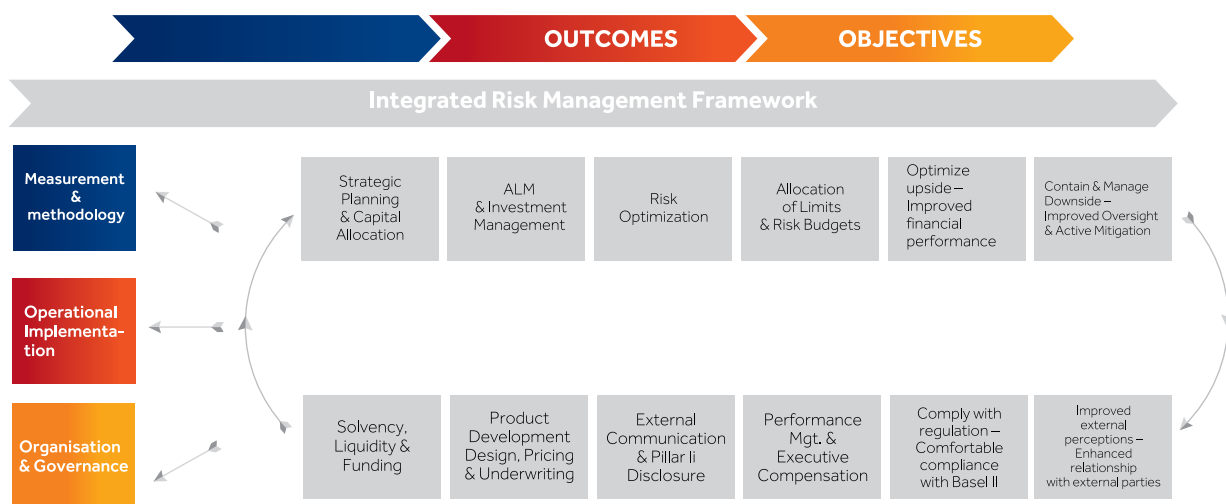 OUTCOMES
OBJECTIVES
Integrated Risk Management Framework
Measurement
&
methodology
Strategic
Planning
& Capital
Allocation
ALM
& Investment
Management
Risk
Optimization
Allocation
of Limits
& Risk Budgets
Optimize
upside –
Improved
financial
performance
Contain & Manage
Downside –
Improved Oversight
& Active Mitigation
Operational
Implementa-
tion
Organisation
& Governance
Solvency,
Liquidity &
Funding
Product
Development
Design, Pricing
& Underwriting
External
Communication
& Pillar Ii
Disclosure
Performance
Mgt. &
Executive
Compensation
Comply with
regulation –
Comfortable
compliance
with Basel II
Improved
external
perceptions –
Enhanced
relationship
with external parties